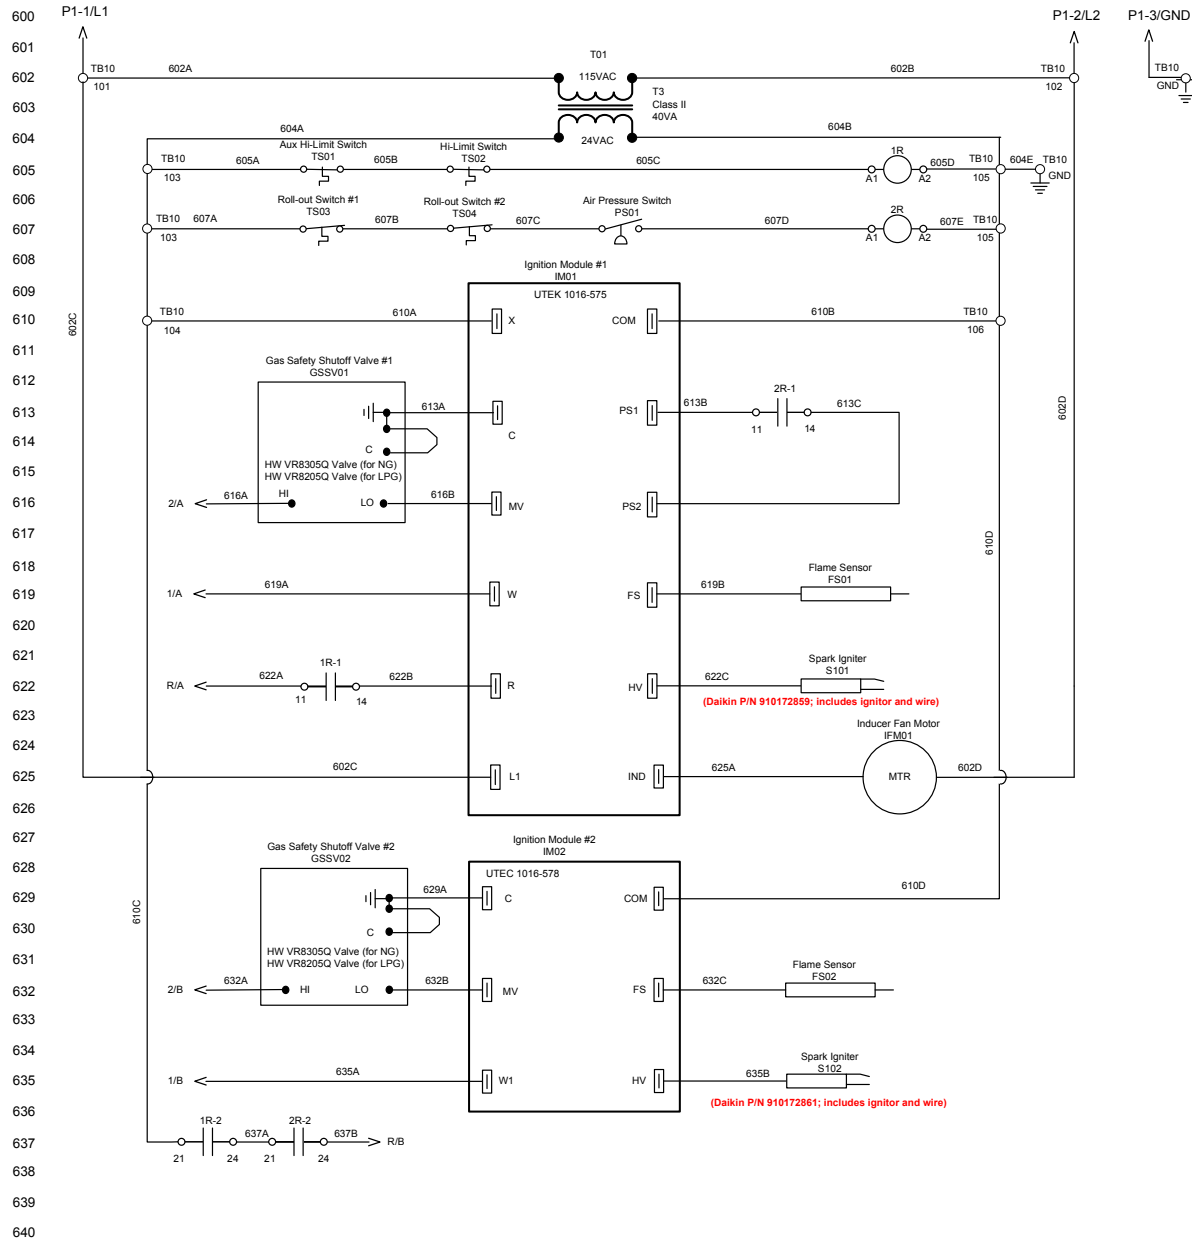 600 P1-1/L1 P1-2/L2 P1-3/GND
601
T01
602 TB10 602A 115VAC 602B TB10 TB10
101 102 GND
T3
603 Class II
40VA
604 604A 24VAC 604B
Aux Hi-Limit Switch Hi-Limit Switch
TS01 TS02 1R
605 TB10 605A 605B 605C 605D TB10 604E TB10
103 A1 A2 105 GND
606
Roll-out Switch #1 Roll-out Switch #2 Air Pressure Switch
TS03 TS04 PS01 2R
607 TB10 607A 607B 607C 607D 607E TB10
103 A1 A2 105
608
Ignition Module #1
IM01
609 UTEK 1016-575
602C
610 TB10 610A X COM 610B TB10
104 106
611
Gas Safety Shutoff Valve #1
612 GSSV01
2R-1
613 613A C PS1 613B 613C 602D
11 14
614 C
615 HW VR8305Q Valve (for NG)
HW VR8205Q Valve (for LPG)
616 2/A 616A HI LO 616B MV PS2
617 610D
618 Flame Sensor
FS01
619 1/A 619A W FS 619B
620
621 1R-1 Spark Igniter
S101
622 R/A 622A 622B R HV 622C
11 14
(Daikin P/N 910172859; includes ignitor and wire)
623
Inducer Fan Motor
624 IFM01
625 602C L1 IND 625A MTR 602D
626
627 Ignition Module #2
IM02
Gas Safety Shutoff Valve #2
GSSV02
628 UTEC 1016-578
629 629A C COM 610D
610C
630 C
631 HW VR8305Q Valve (for NG)
HW VR8205Q Valve (for LPG)
Flame Sensor
FS02
632 2/B 632A HI LO 632B MV FS 632C
633
634 Spark Igniter
S102
635 1/B 635A W1 HV 635B
(Daikin P/N 910172861; includes ignitor and wire)
636
1R-2 2R-2
637 637A 637B R/B
21 24 21 24
638
639
640